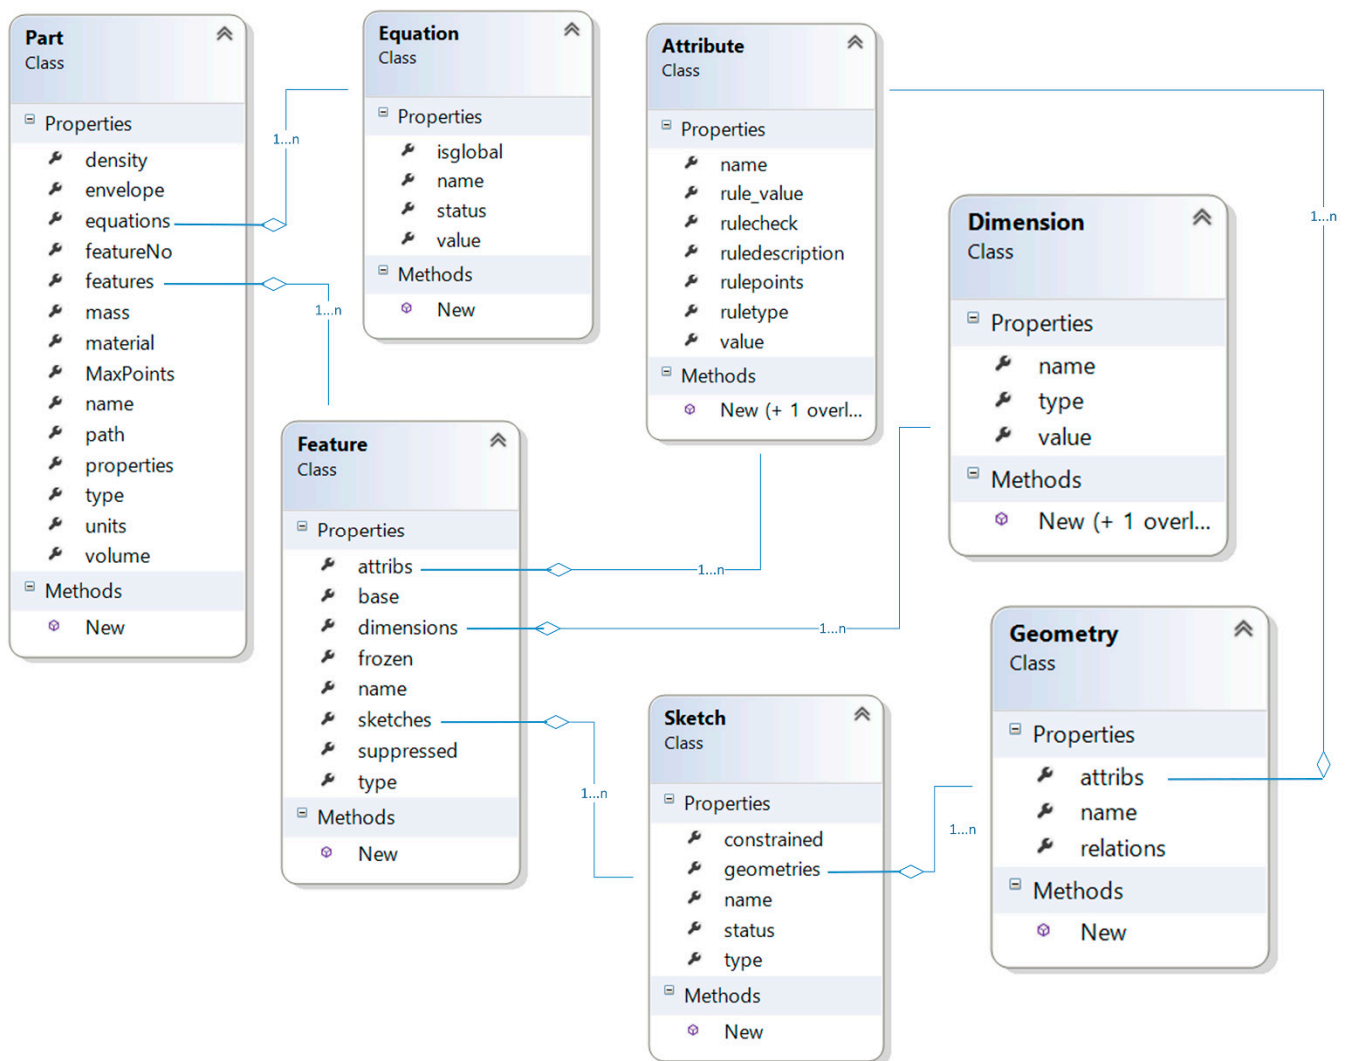 Part
Class
Properties
density
envelope
equations
featureNo
features
mass
material
MaxPoints
name
path
properties
type
units
volume
Methods
New
Equation
Class
Properties
isglobal
name
status
value
Methods
New
Attribute
Class
Properties
name
rule_value
rulecheck
ruledescription
rulepoints
ruletype
value
Methods
New (+ 1 overl...
Dimension
Class
Properties
name
type
value
Methods
New (+ 1 overl...
Feature
Class
Properties
attribs
base
dimensions
frozen
name
sketches
suppressed
type
Methods
New
Sketch
Class
Properties
constrained
geometries
name
status
type
Methods
New
Geometry
Class
Properties
attribs
name
relations
Methods
New
1...n
1...n
1...n
1...n
1...n
1...n
1...n